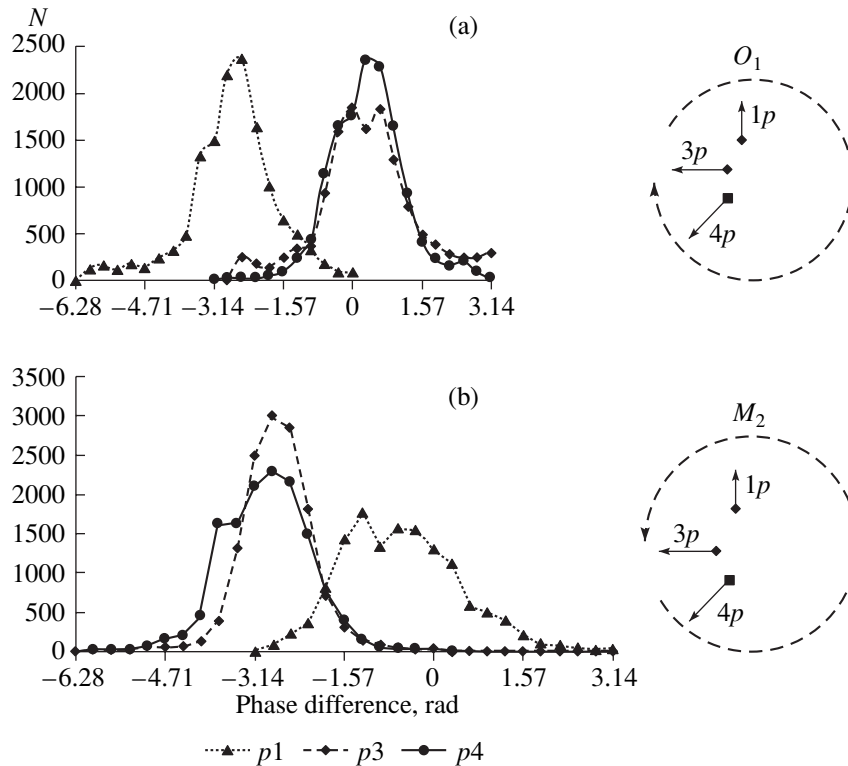 N
(a)
2500
2000
1500
1000
500
0
−6.28 −4.71 −3.14 −1.57 0 1.57 3.14
O1
1p
3p
4p
(b)
3500
3000
2500
2000
1500
1000
500
0
−6.28 −4.71 −3.14 −1.57 0 1.57 3.14
Phase difference, rad
M2
1p
3p
4p
p1 p3 p4